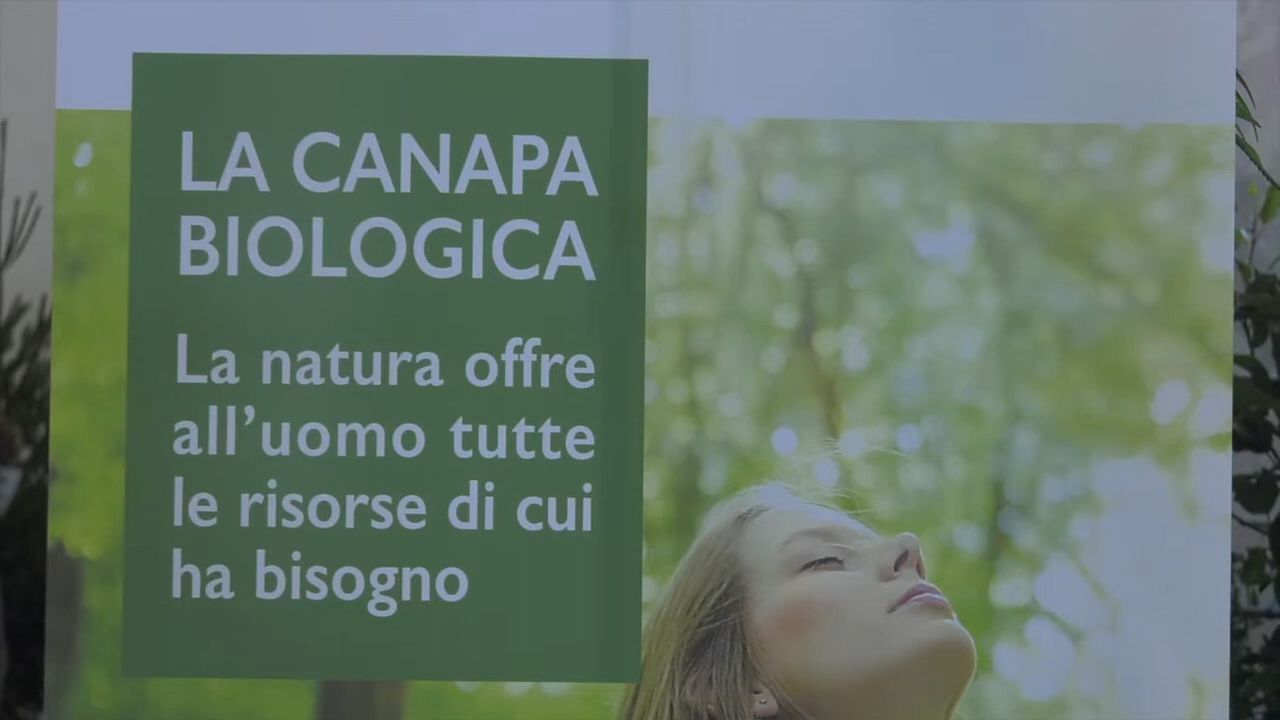 LA CANAPA
BIOLOGICA
La natura offre
all’uomo tutte
le risorse di cui
ha bisogno